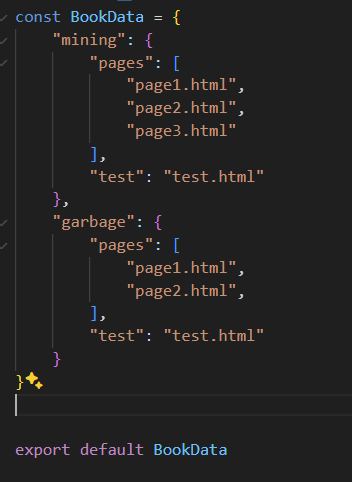 const BookData = {
    "mining": {
        "pages": [
            "page1.html",
            "page2.html",
            "page3.html"
        ],
        "test": "test.html"
    },
    "garbage": {
        "pages": [
            "page1.html",
            "page2.html",
        ],
        "test": "test.html"
    }
}
export default BookData